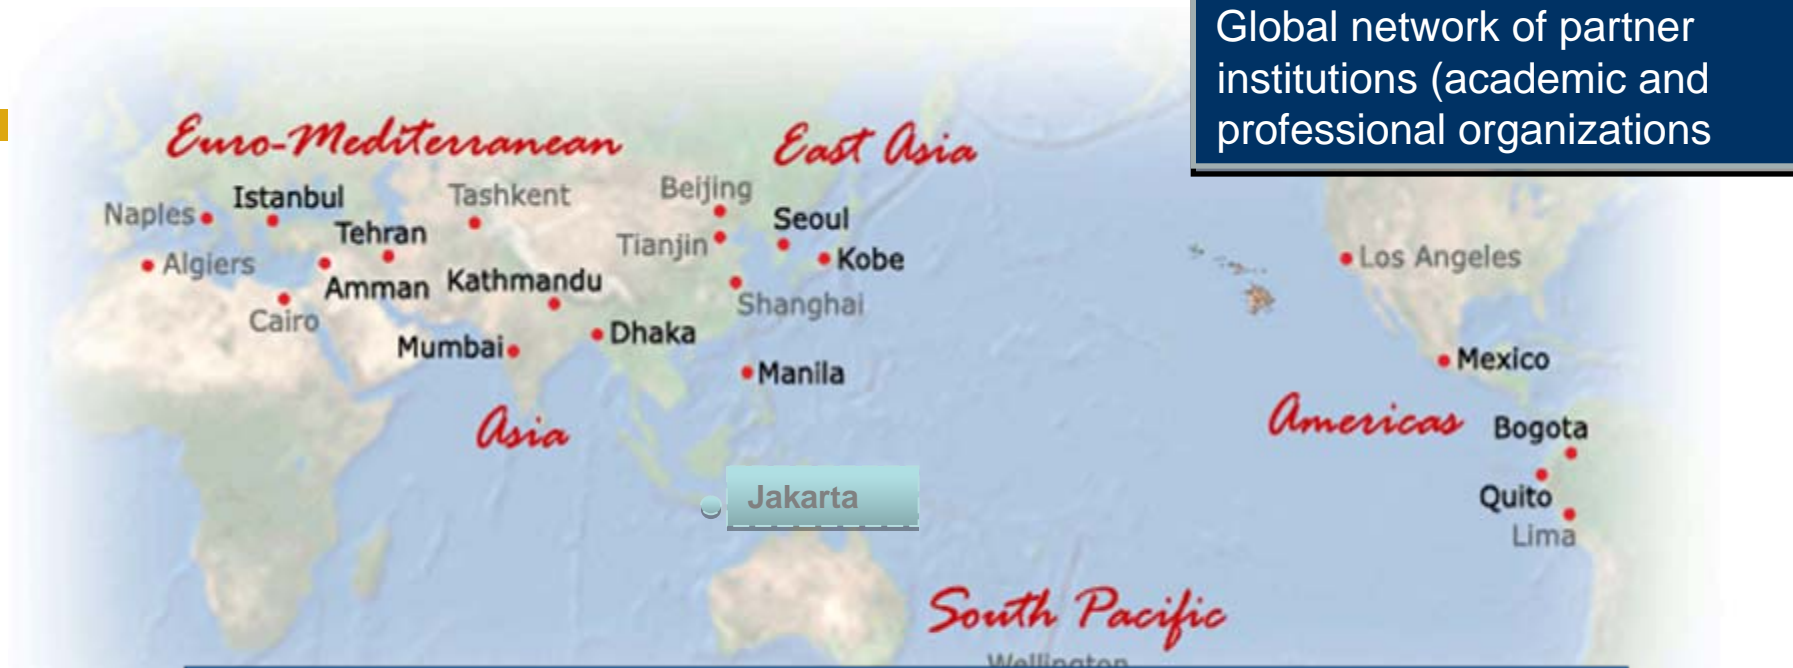 Global network of partner
institutions (academic and
professional organizations
Euro-Mediterranean
East Asia
Istanbul
Tashkent
Beijing
Naples
Tehran
Seoul
Tianjin
Algiers
Kobe
Los Angeles
Amman
Kathmandu
Shanghai
Cairo
Mumbai
Dhaka
Manila
Mexico
Asia
Americas
Bogota
Jakarta
Quito
Lima
South Pacific
Wellington